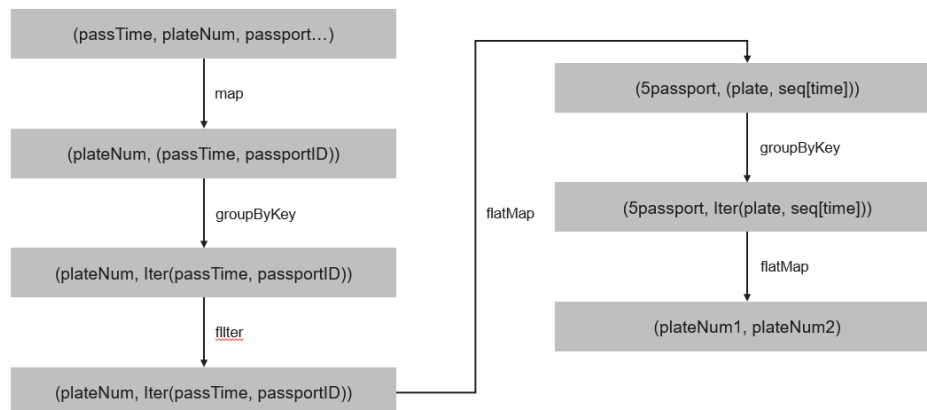 (passTime, plateNum, passport…)
map
(plateNum, (passTime, passportID))
groupByKey
(plateNum, Iter(passTime, passportID))
fllter
(plateNum, Iter(passTime, passportID))
flatMap
(5passport, (plate, seq[time]))
groupByKey
(5passport, Iter(plate, seq[time]))
flatMap
(plateNum1, plateNum2)